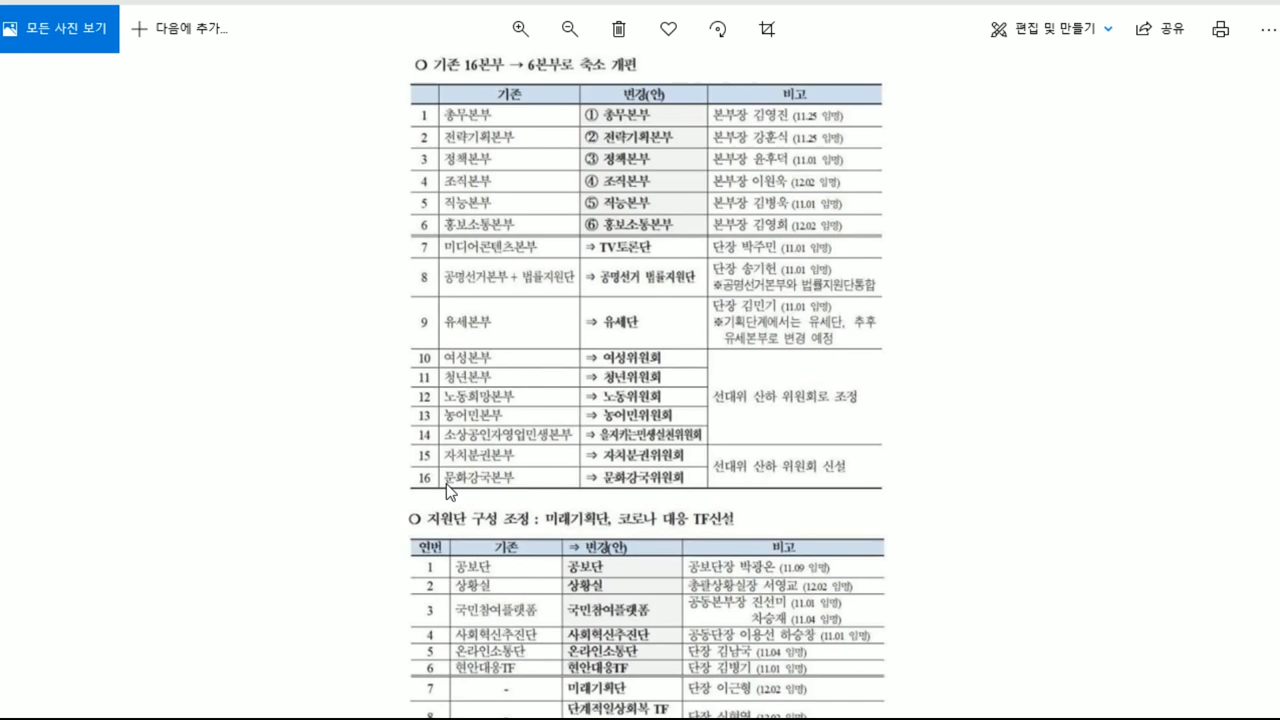 모든 사진 보기 다음에 추가... 편집 및 만들기 공유
❍ 기존 16본부 → 6본부로 축소 개편
기존 변경(안) 비고
1 총무본부 ① 총무본부 본부장 김영진 (11.25 임명)
2 전략기획본부 ② 전략기획본부 본부장 강훈식 (11.25 임명)
3 정책본부 ③ 정책본부 본부장 윤후덕 (11.01 임명)
4 조직본부 ④ 조직본부 본부장 이원욱 (12.02 임명)
5 직능본부 ⑤ 직능본부 본부장 김병욱 (11.01 임명)
6 홍보소통본부 ⑥ 홍보소통본부 본부장 김영희 (12.02 임명)
7 미디어콘텐츠본부 ⇒ TV토론단 단장 박주민 (11.01 임명)
8 공명선거본부 + 법률지원단 ⇒ 공명선거 법률지원단 단장 송기헌 (11.01 임명)
※공명선거본부와 법률지원단통합
9 유세본부 ⇒ 유세단 단장 김민기 (11.01 임명)
※기획단계에서는 유세단, 추후
유세본부로 변경 예정
10 여성본부 ⇒ 여성위원회
11 청년본부 ⇒ 청년위원회
12 노동희망본부 ⇒ 노동위원회 선대위 산하 위원회로 조정
13 농어민본부 ⇒ 농어민위원회
14 소상공인자영업민생본부 ⇒ 을지키는민생실천위원회
15 자치분권본부 ⇒ 자치분권위원회 선대위 산하 위원회 신설
16 문화강국본부 ⇒ 문화강국위원회
❍ 지원단 구성 조정 : 미래기획단, 코로나 대응 TF신설
연번 기존 ⇒ 변경(안) 비고
1 공보단 공보단 공보단장 박광온 (11.09 임명)
2 상황실 상황실 총괄상황실장 서영교 (12.02 임명)
3 국민참여플랫폼 국민참여플랫폼 공동본부장 진선미 (11.01 임명)
차승재 (11.04 임명)
4 사회혁신추진단 사회혁신추진단 공동단장 이용선 하승창 (11.01 임명)
5 온라인소통단 온라인소통단 단장 김남국 (11.04 임명)
6 현안대응TF 현안대응TF 단장 김병기 (11.01 임명)
7 - 미래기획단 단장 이근형 (12.02 임명)
단계적일상회복 TF